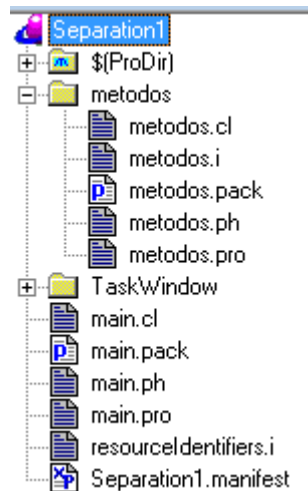 Separation1
$(ProDir)
metodos
metodos.cl
metodos.i
metodos.pack
metodos.ph
metodos.pro
TaskWindow
main.cl
main.pack
main.ph
main.pro
resourceIdentifiers.i
Separation1.manifest